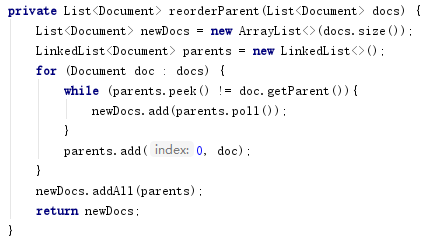 private List<Document> reorderParent(List<Document> docs) {
    List<Document> newDocs = new ArrayList<>(docs.size());
    LinkedList<Document> parents = new LinkedList<>();
    for (Document doc : docs) {
        while (parents.peek() != doc.getParent()){
            newDocs.add(parents.poll());
        }
        parents.add( index: 0, doc);
    }
    newDocs.addAll(parents);
    return newDocs;
}